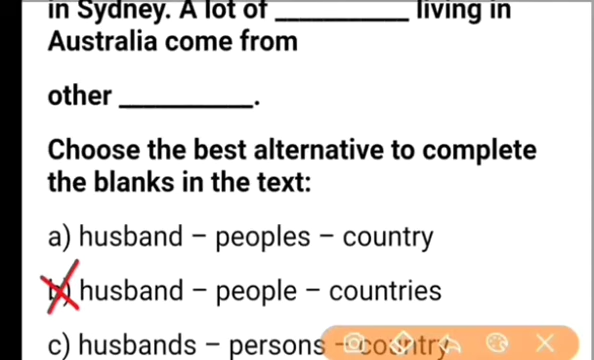 in Sydney. A lot of __________ living in
Australia come from
other __________.
Choose the best alternative to complete
the blanks in the text:
a) husband – peoples – country
b) husband – people – countries
c) husbands – persons – country